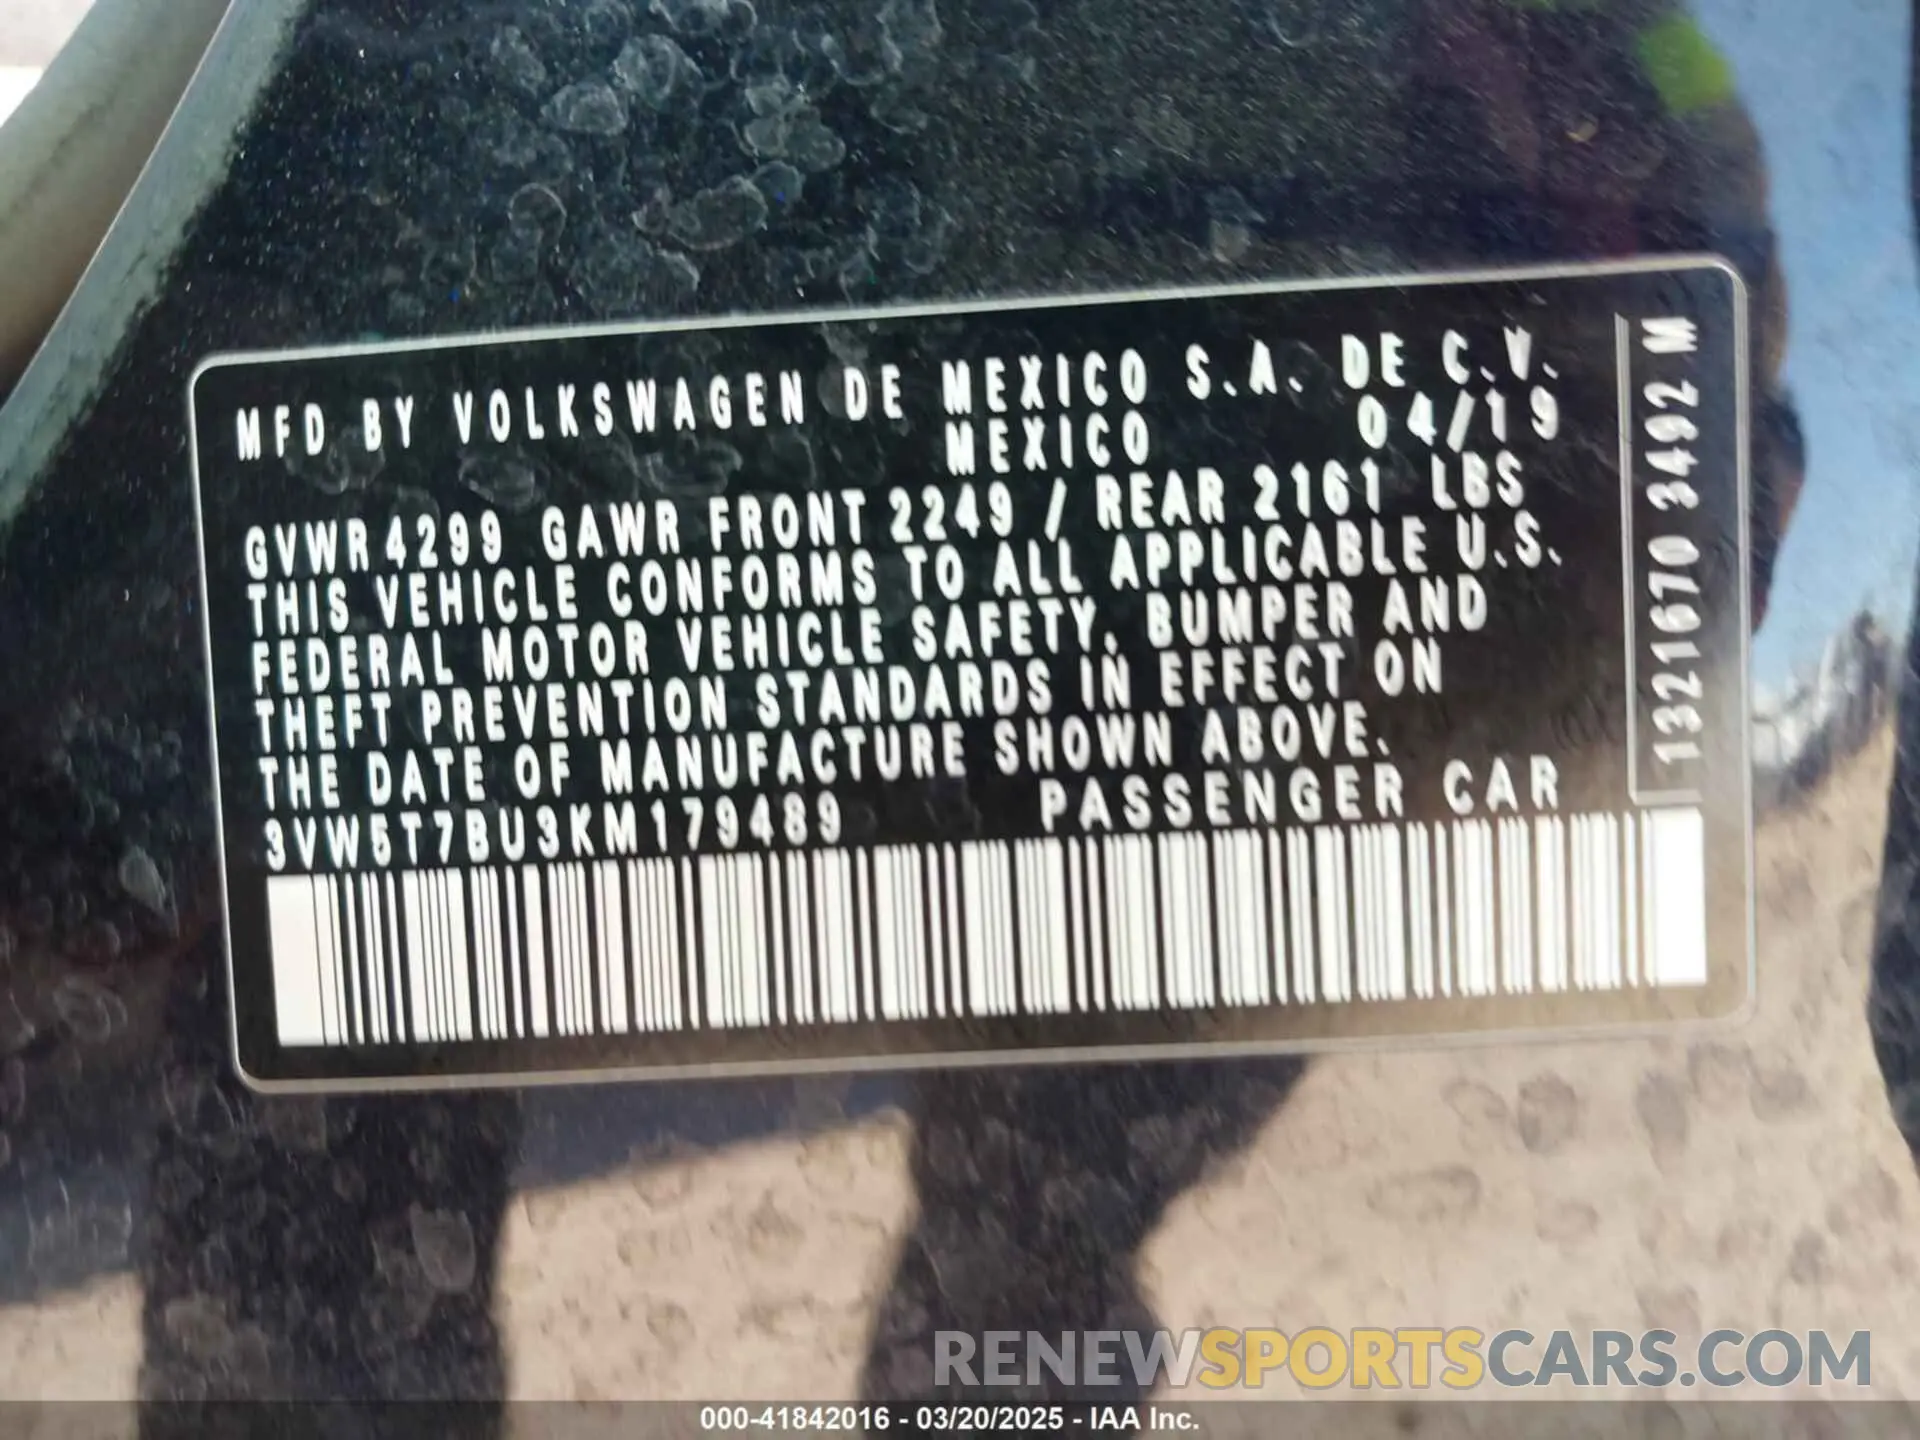 MFD BY VOLKSWAGEN DE MEXICO S.A. DE C.V.
MEXICO 04/19
GVWR 4299 GAWR FRONT 2249 / REAR 2161 LBS
THIS VEHICLE CONFORMS TO ALL APPLICABLE U.S.
FEDERAL MOTOR VEHICLE SAFETY, BUMPER AND
THEFT PREVENTION STANDARDS IN EFFECT ON
THE DATE OF MANUFACTURE SHOWN ABOVE.
3VW5T7BU3KM179489 PASSENGER CAR
1321670 3492 M
RENEWSPORTSCARS.COM
000-41842016 - 03/20/2025 - IAA Inc.